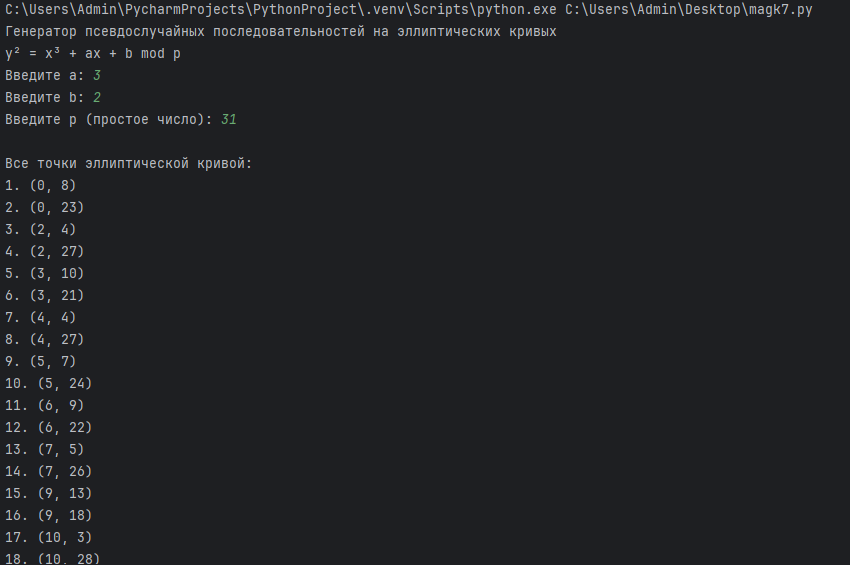 C:\Users\Admin\PycharmProjects\PythonProject\.venv\Scripts\python.exe C:\Users\Admin\Desktop\magk7.py
Генератор псевдослучайных последовательностей на эллиптических кривых
y² = x³ + ax + b mod p
Введите a: 3
Введите b: 2
Введите p (простое число): 31
Все точки эллиптической кривой:
1. (0, 8)
2. (0, 23)
3. (2, 4)
4. (2, 27)
5. (3, 10)
6. (3, 21)
7. (4, 4)
8. (4, 27)
9. (5, 7)
10. (5, 24)
11. (6, 9)
12. (6, 22)
13. (7, 5)
14. (7, 26)
15. (9, 13)
16. (9, 18)
17. (10, 3)
18. (10, 28)